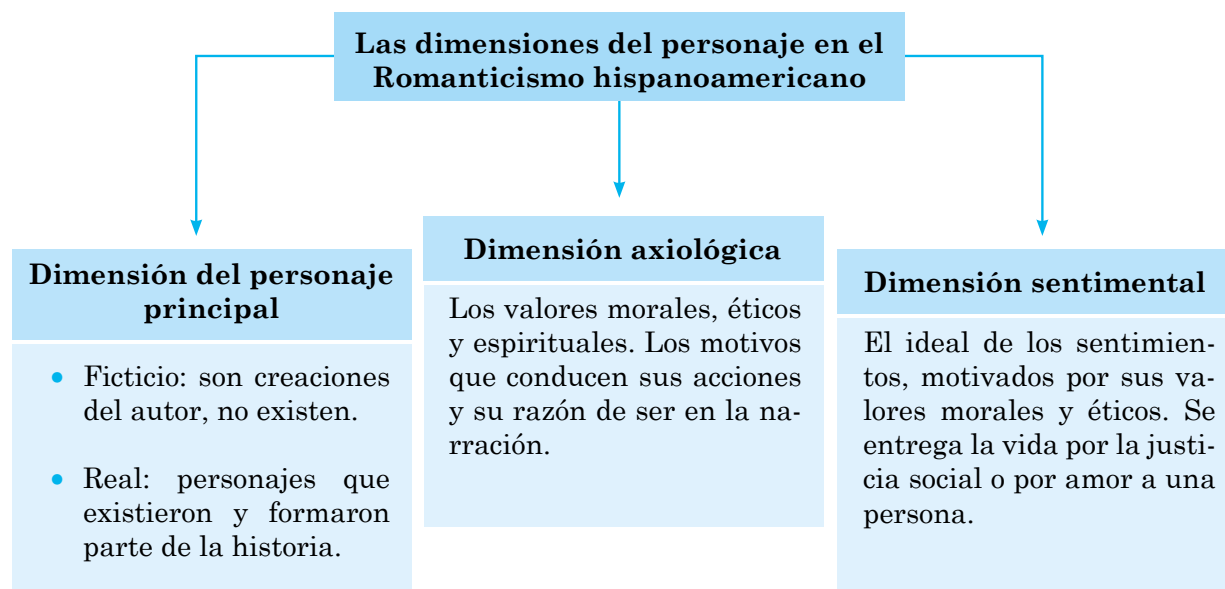 Las dimensiones del personaje en el
Romanticismo hispanoamericano
Dimensión del personaje
principal
• Ficticio: son creaciones
del autor, no existen.
• Real: personajes que
existieron y formaron
parte de la historia.
Dimensión axiológica
Los valores morales, éticos
y espirituales. Los motivos
que conducen sus acciones
y su razón de ser en la na-
rración.
Dimensión sentimental
El ideal de los sentimien-
tos, motivados por sus va-
lores morales y éticos. Se
entrega la vida por la justi-
cia social o por amor a una
persona.